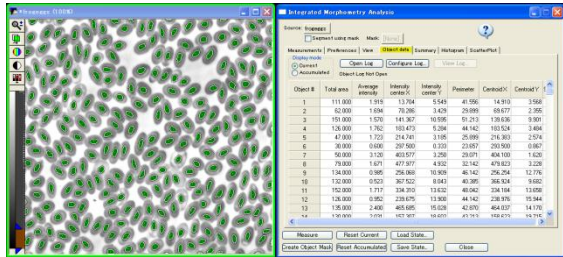 Integrated Morphometry Analysis
Source:
Segment using mask Mask: None
Measurements Preferences View Object data Summary Histogram ScatterPlot
Display mode
Current
Accumulated
Open Log Configure Log... View Log...
Object Log Not Open
Object # Total area Average intensity Intensity center X Intensity center Y Perimeter Centroid X Centroid Y
1 111.000 1.919 13.704 5.549 41.556 14.910 3.568
2 62.000 1.694 70.286 3.429 29.899 69.677 2.355
3 151.000 1.570 141.367 10.595 51.213 139.636 9.901
4 126.000 1.762 183.473 5.284 44.142 183.524 3.484
5 47.000 1.723 214.741 3.185 25.899 216.383 2.574
6 30.000 0.600 297.500 0.333 23.657 293.500 0.867
7 50.000 3.120 403.577 3.250 29.071 404.100 1.620
8 79.000 1.671 477.977 4.932 32.142 479.823 3.228
9 134.000 0.985 256.068 10.909 46.142 256.254 12.776
10 132.000 0.523 367.522 8.043 40.385 366.924 9.682
11 152.000 1.717 334.310 13.632 48.042 334.184 13.658
12 126.000 0.952 239.675 13.900 44.142 238.976 15.944
13 135.000 2.400 465.685 15.028 42.870 464.037 14.170
Measure Reset Current Load State...
Create Object Mask Reset Accumulated Save State... Close